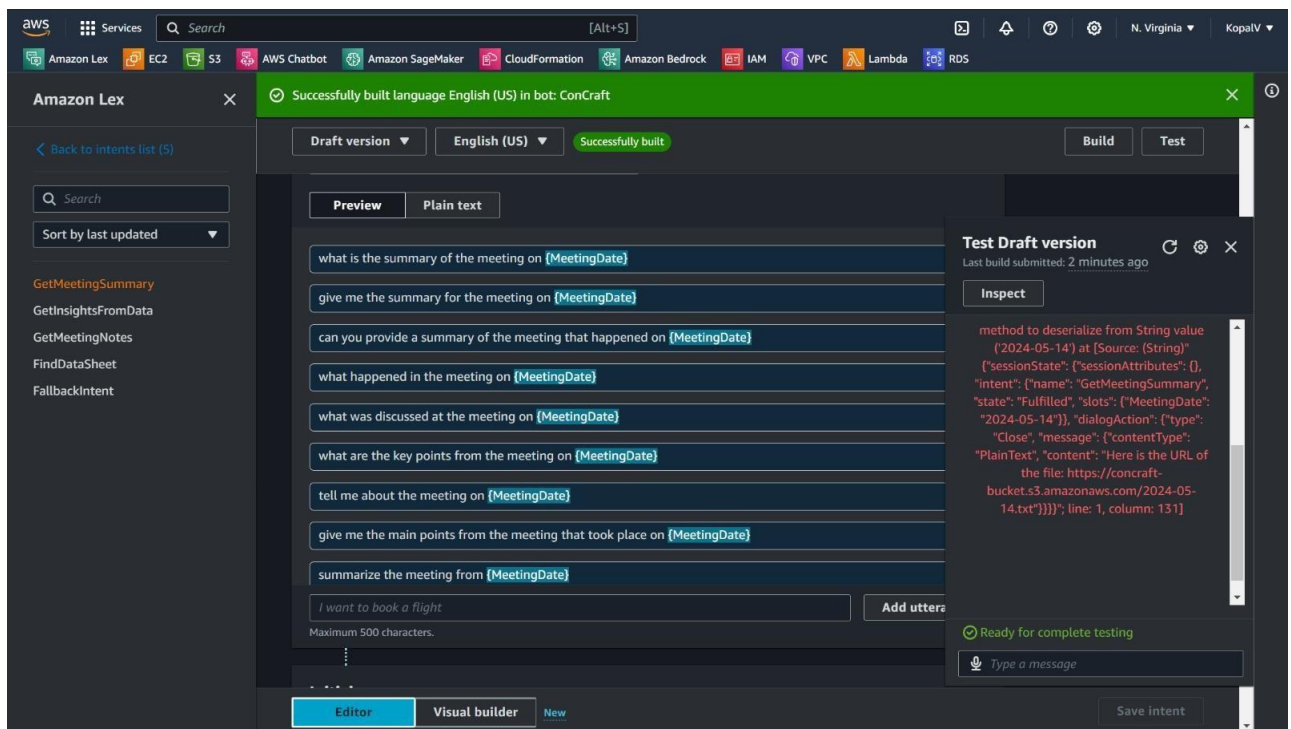 aws
Services
Search
[Alt+S]
N. Virginia
KopalV
Amazon Lex
EC2
S3
AWS Chatbot
Amazon SageMaker
CloudFormation
Amazon Bedrock
IAM
VPC
Lambda
RDS
Amazon Lex
Successfully built language English (US) in bot: ConCraft
Back to intents list (5)
Draft version
English (US)
Successfully built
Build
Test
Search
Sort by last updated
GetMeetingSummary
GetInsightsFromData
GetMeetingNotes
FindDataSheet
FallbackIntent
Preview
Plain text
what is the summary of the meeting on {MeetingDate}
give me the summary for the meeting on {MeetingDate}
can you provide a summary of the meeting that happened on {MeetingDate}
what happened in the meeting on {MeetingDate}
what was discussed at the meeting on {MeetingDate}
what are the key points from the meeting on {MeetingDate}
tell me about the meeting on {MeetingDate}
give me the main points from the meeting that took place on {MeetingDate}
summarize the meeting from {MeetingDate}
I want to book a flight
Add uttera
Maximum 500 characters.
Test Draft version
Last build submitted: 2 minutes ago
Inspect
method to deserialize from String value
('2024-05-14') at [Source: (String)"
{"sessionState": {"sessionAttributes": {},
"intent": {"name": "GetMeetingSummary",
"state": "Fulfilled", "slots": {"MeetingDate":
"2024-05-14"}}, "dialogAction": {"type":
"Close", "message": {"contentType":
"PlainText", "content": "Here is the URL of
the file: https://concraft-
bucket.s3.amazonaws.com/2024-05-
14.txt"}}}}"; line: 1, column: 131]
Ready for complete testing
Type a message
Editor
Visual builder
New
Save intent